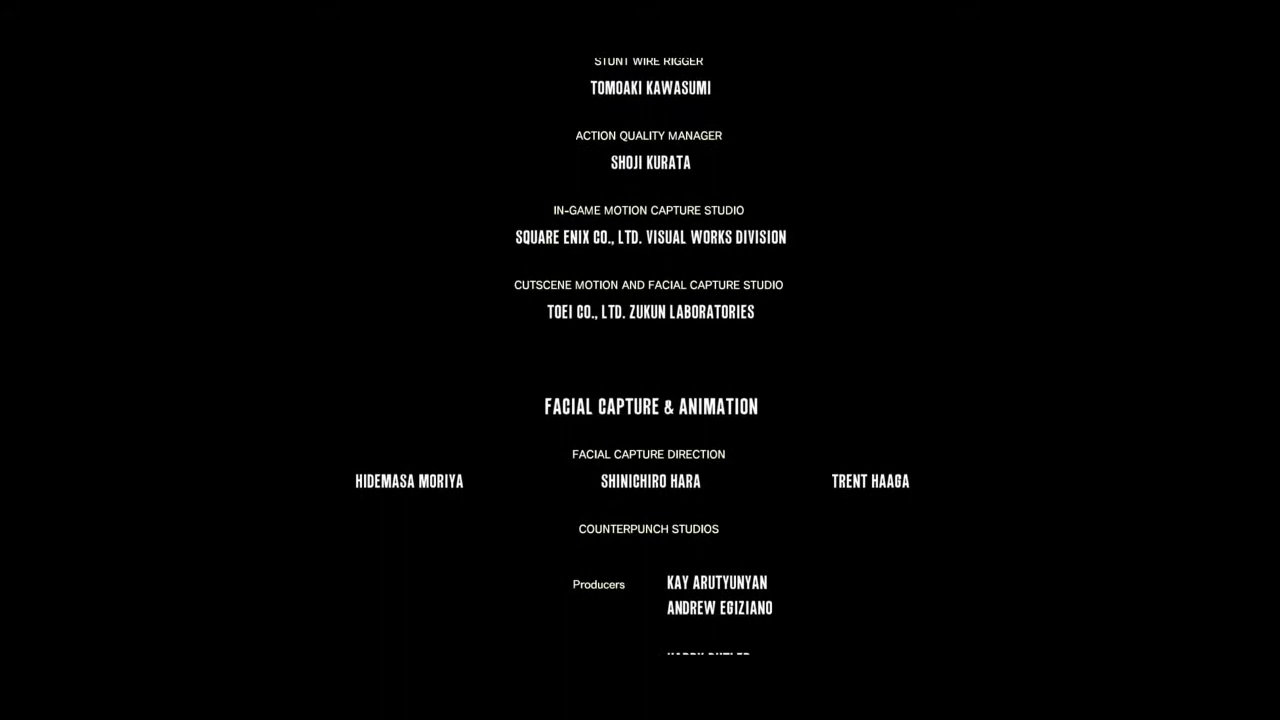 STUNT WIRE RIGGER
TOMOAKI KAWASUMI
ACTION QUALITY MANAGER
SHOJI KURATA
IN-GAME MOTION CAPTURE STUDIO
SQUARE ENIX CO., LTD. VISUAL WORKS DIVISION
CUTSCENE MOTION AND FACIAL CAPTURE STUDIO
TOEI CO., LTD. ZUKUN LABORATORIES
FACIAL CAPTURE & ANIMATION
FACIAL CAPTURE DIRECTION
HIDEMASA MORIYA SHINICHIRO HARA TRENT HAAGA
COUNTERPUNCH STUDIOS
Producers KAY ARUTYUNYAN
ANDREW EGIZIANO